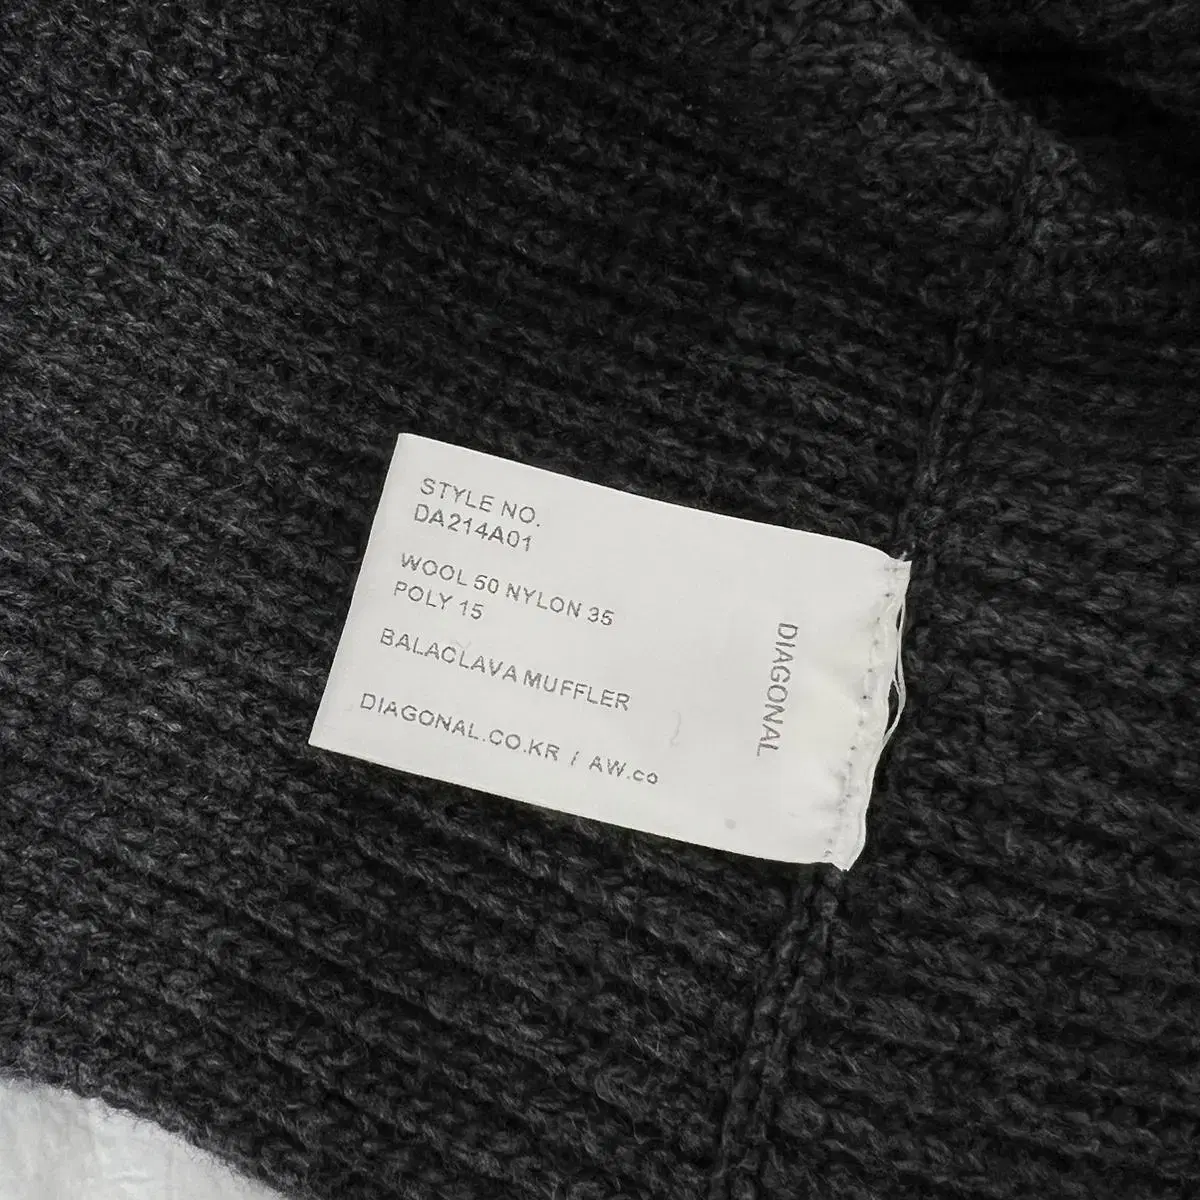 STYLE NO.
DA214A01
WOOL 50 NYLON 35
POLY 15
BALACLAVA MUFFLER
DIAGONAL.CO.KR / AW.co
DIAGONAL